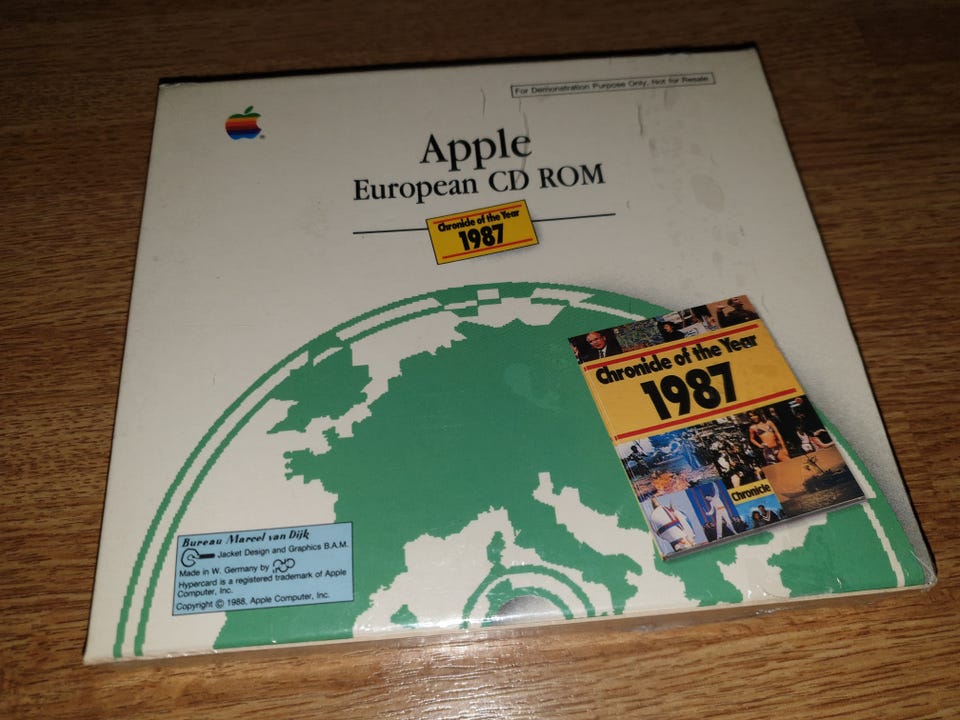 For Demonstration Purpose Only, Not for Resale
Apple
European CD ROM
Chronicle of the Year
1987
Chronicle of the Year
1987
Chronicle
Bureau Marcel van Dijk
Jacket Design and Graphics B.A.M.
Made in W. Germany by
Hypercard is a registered trademark of Apple
Computer, Inc.
Copyright © 1988, Apple Computer, Inc.